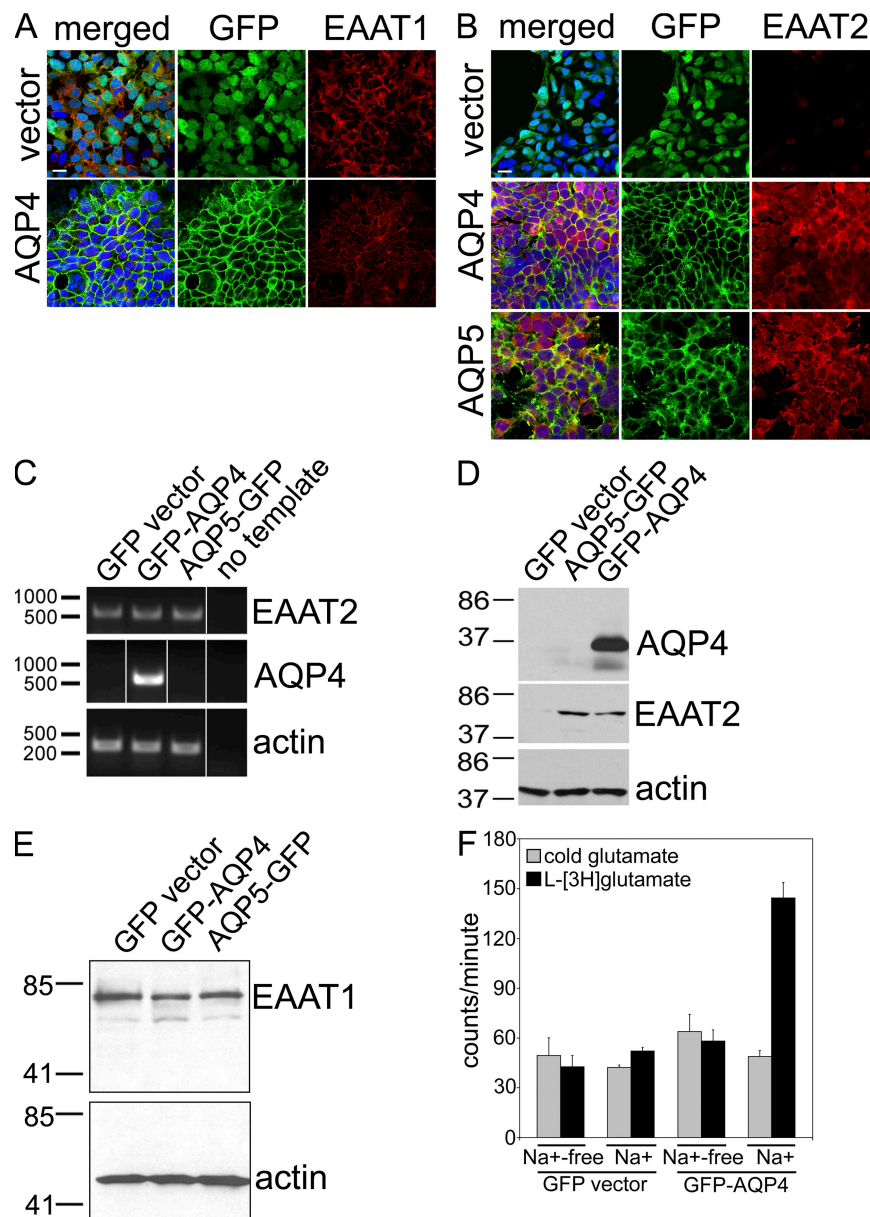 A
merged GFP EAAT1
vector
AQP4
B
merged GFP EAAT2
vector
AQP4
AQP5
C
GFP vector
GFP-AQP4
AQP5-GFP
no template
1000
500
EAAT2
1000
500
AQP4
500
200
actin
D
GFP vector
AQP5-GFP
GFP-AQP4
86
37
AQP4
86
37
EAAT2
86
37
actin
E
GFP vector
GFP-AQP4
AQP5-GFP
85
41
EAAT1
85
41
actin
F
cold glutamate
L-[3H]glutamate
counts/minute
180
150
120
90
60
30
0
Na+-free Na+ Na+-free Na+
GFP vector GFP-AQP4